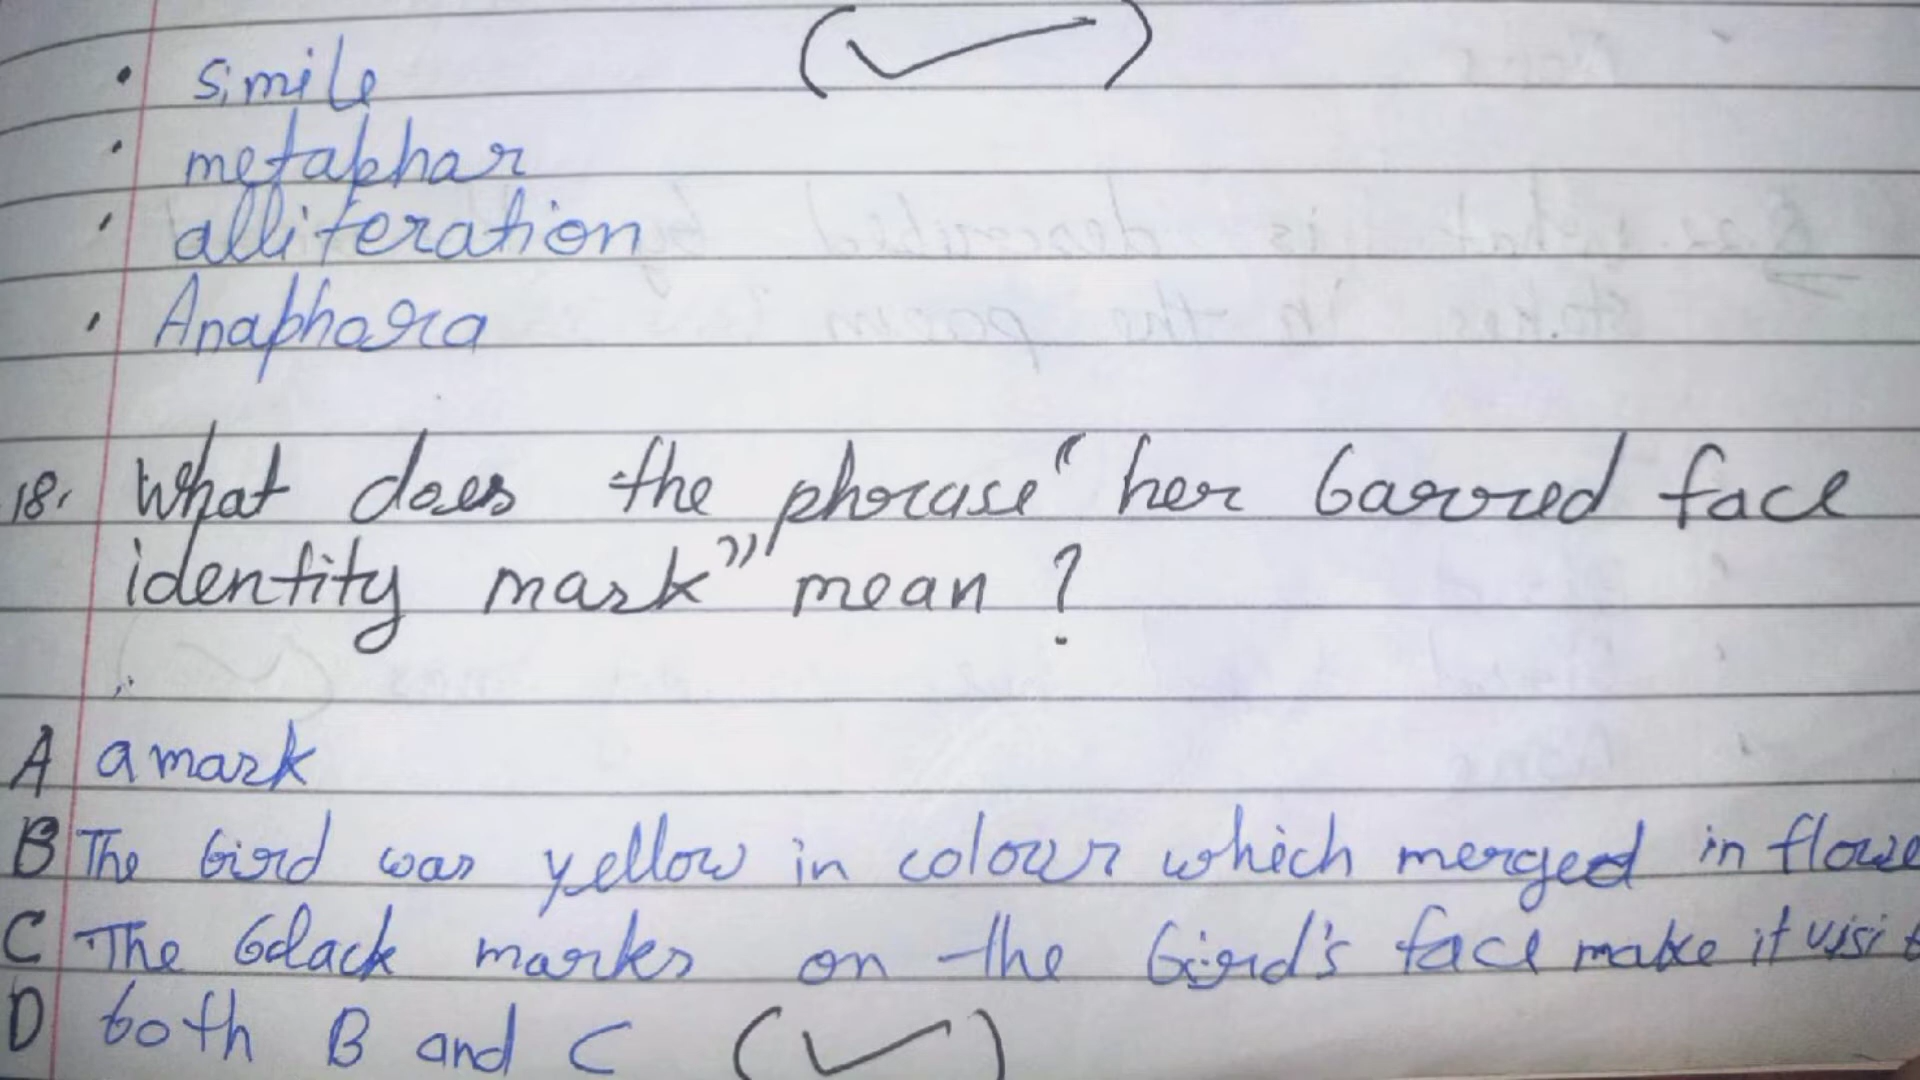 • Simile (✓)
• metaphar
• alliteration
• Anaphara
18. What does the phrase "her barred face
identity mark" mean ?
A a mark
B The bird was yellow in colour which merged in flowe
C The black marks on the bird's face make it visib
D both B and C (✓)